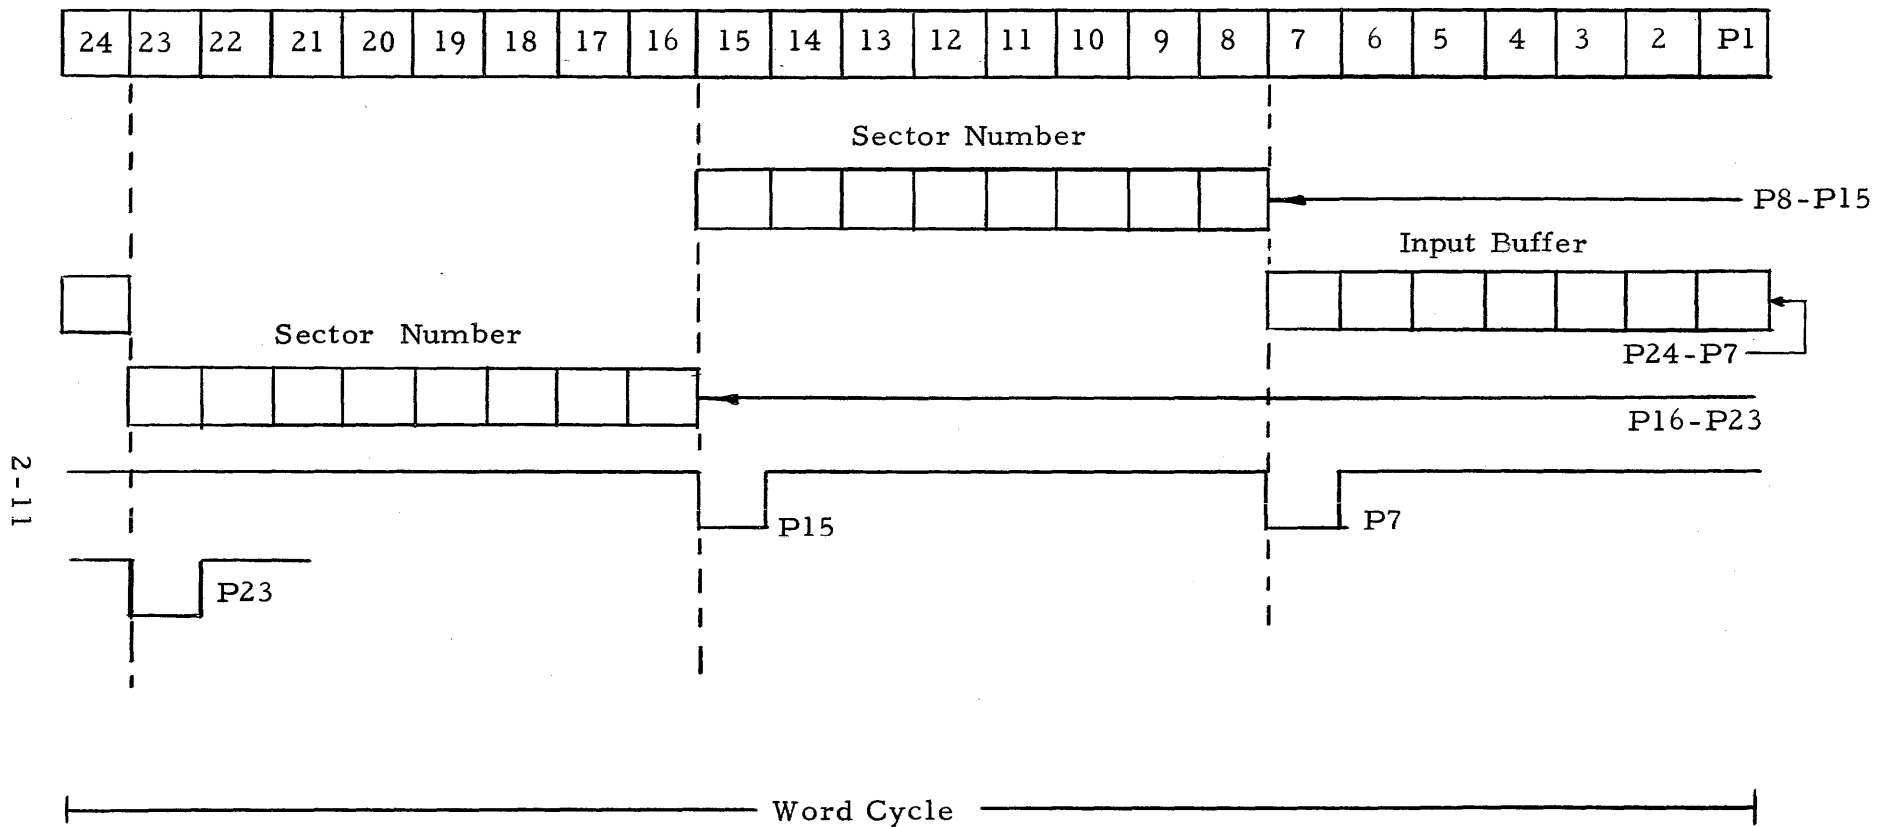 24 23 22 21 20 19 18 17 16 15 14 13 12 11 10 9 8 7 6 5 4 3 2 P1
Sector Number
P8-P15
Input Buffer
Sector Number
P24-P7
P16-P23
2-11
P15
P7
P23
Word Cycle